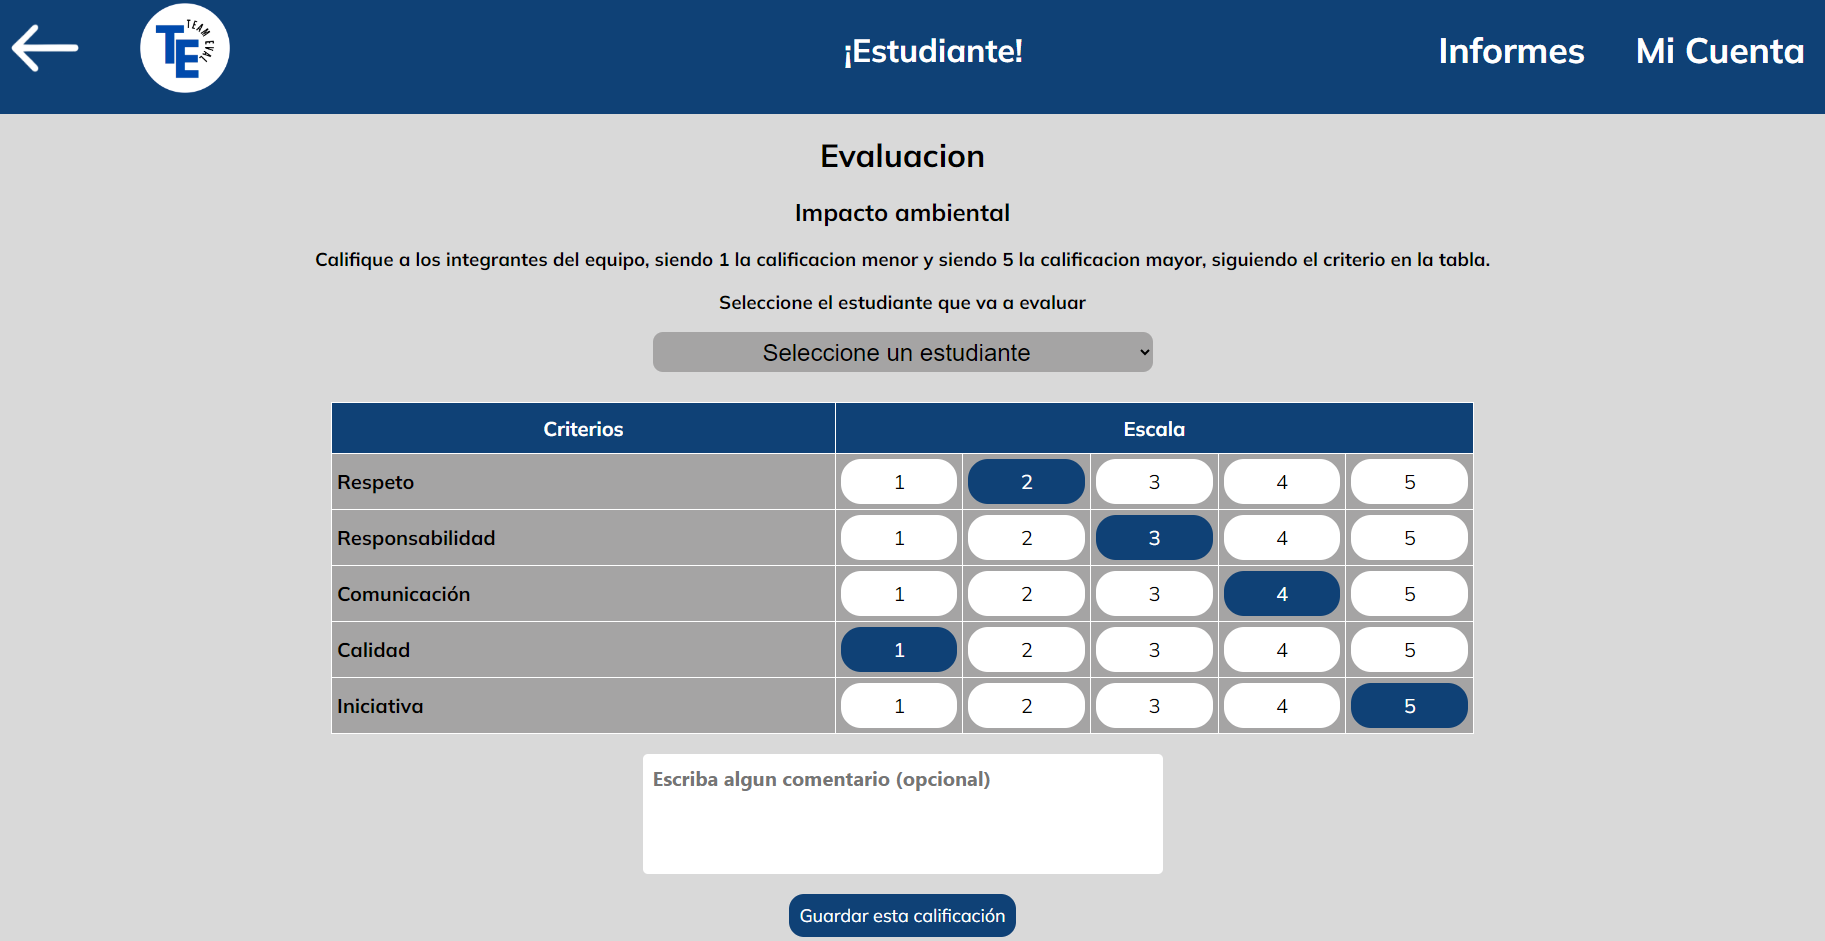 TE TEAM EVAL
¡Estudiante!
Informes Mi Cuenta
Evaluacion
Impacto ambiental
Califique a los integrantes del equipo, siendo 1 la calificacion menor y siendo 5 la calificacion mayor, siguiendo el criterio en la tabla.
Seleccione el estudiante que va a evaluar
Seleccione un estudiante
Criterios Escala
Respeto 1 2 3 4 5
Responsabilidad 1 2 3 4 5
Comunicación 1 2 3 4 5
Calidad 1 2 3 4 5
Iniciativa 1 2 3 4 5
Escriba algun comentario (opcional)
Guardar esta calificación